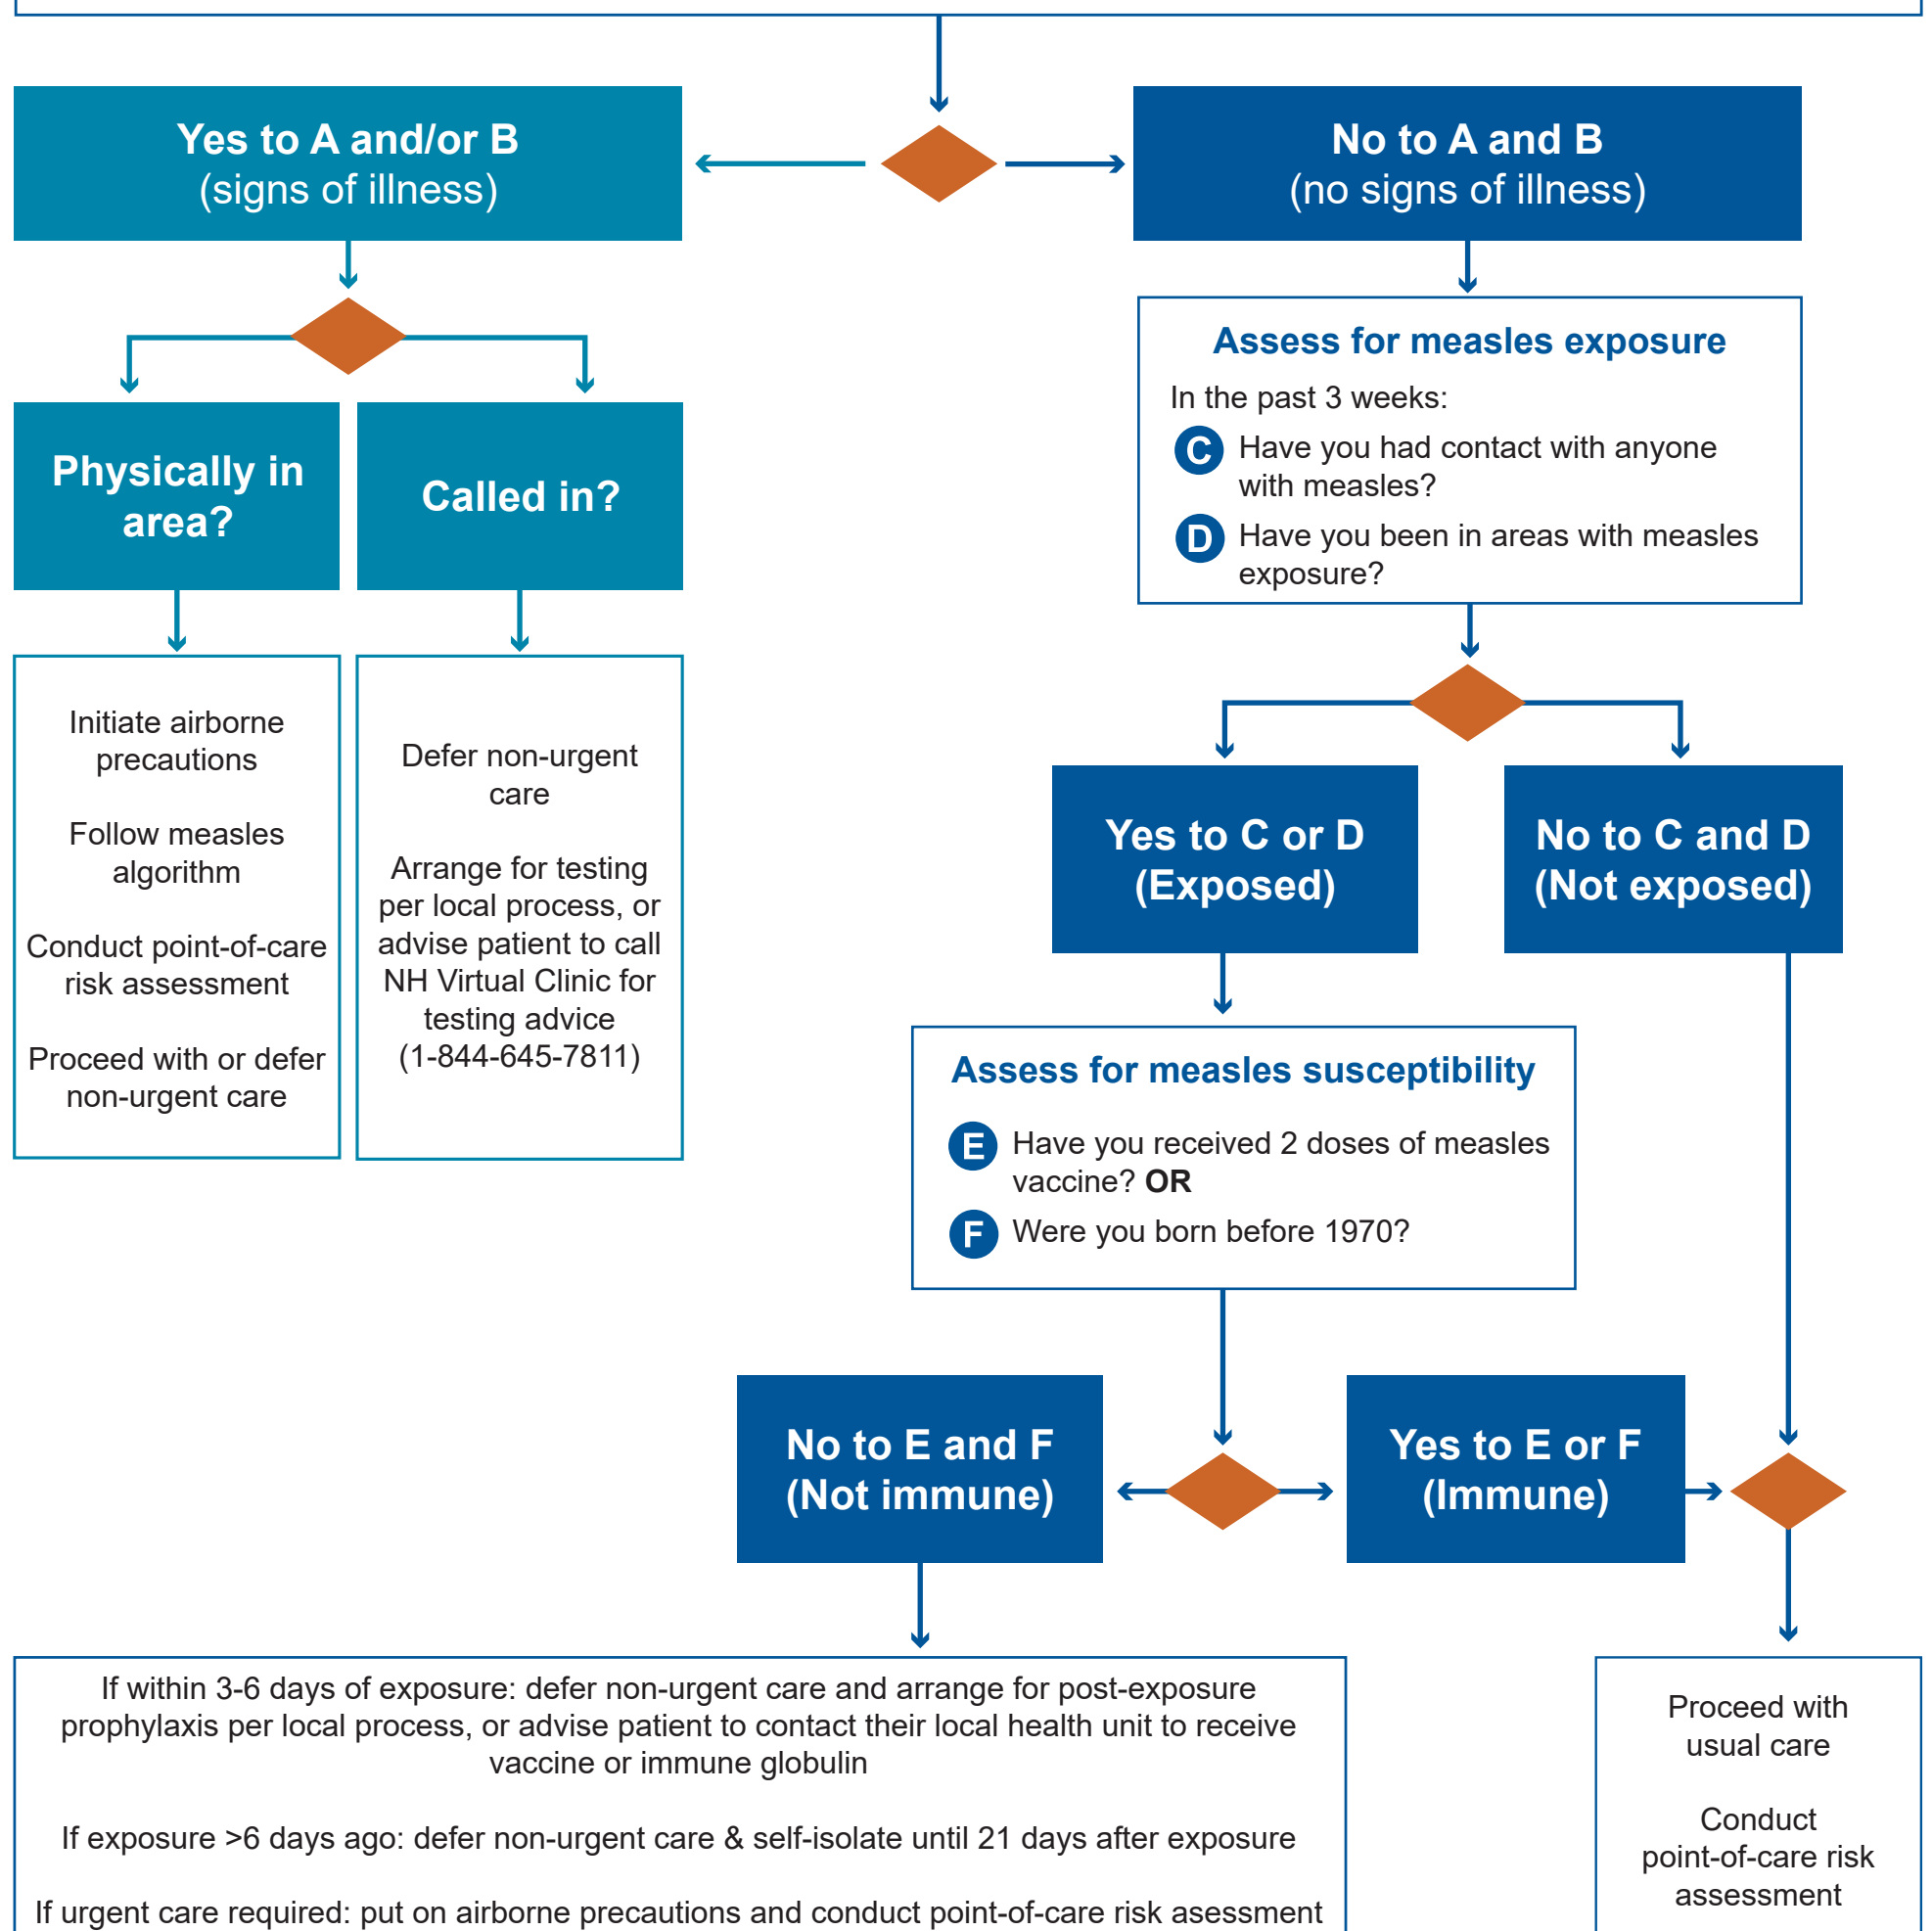 Yes to A and/or B
(signs of illness)
No to A and B
(no signs of illness)
Physically in
area?
Called in?
Initiate airborne
precautions
Follow measles
algorithm
Conduct point-of-care
risk assessment
Proceed with or defer
non-urgent care
Defer non-urgent
care
Arrange for testing
per local process, or
advise patient to call
NH Virtual Clinic for
testing advice
(1-844-645-7811)
Assess for measles exposure
In the past 3 weeks:
C Have you had contact with anyone
with measles?
D Have you been in areas with measles
exposure?
Yes to C or D
(Exposed)
No to C and D
(Not exposed)
Assess for measles susceptibility
E Have you received 2 doses of measles
vaccine? OR
F Were you born before 1970?
No to E and F
(Not immune)
Yes to E or F
(Immune)
If within 3-6 days of exposure: defer non-urgent care and arrange for post-exposure
prophylaxis per local process, or advise patient to contact their local health unit to receive
vaccine or immune globulin
If exposure >6 days ago: defer non-urgent care & self-isolate until 21 days after exposure
If urgent care required: put on airborne precautions and conduct point-of-care risk asessment
Proceed with
usual care
Conduct
point-of-care risk
assessment